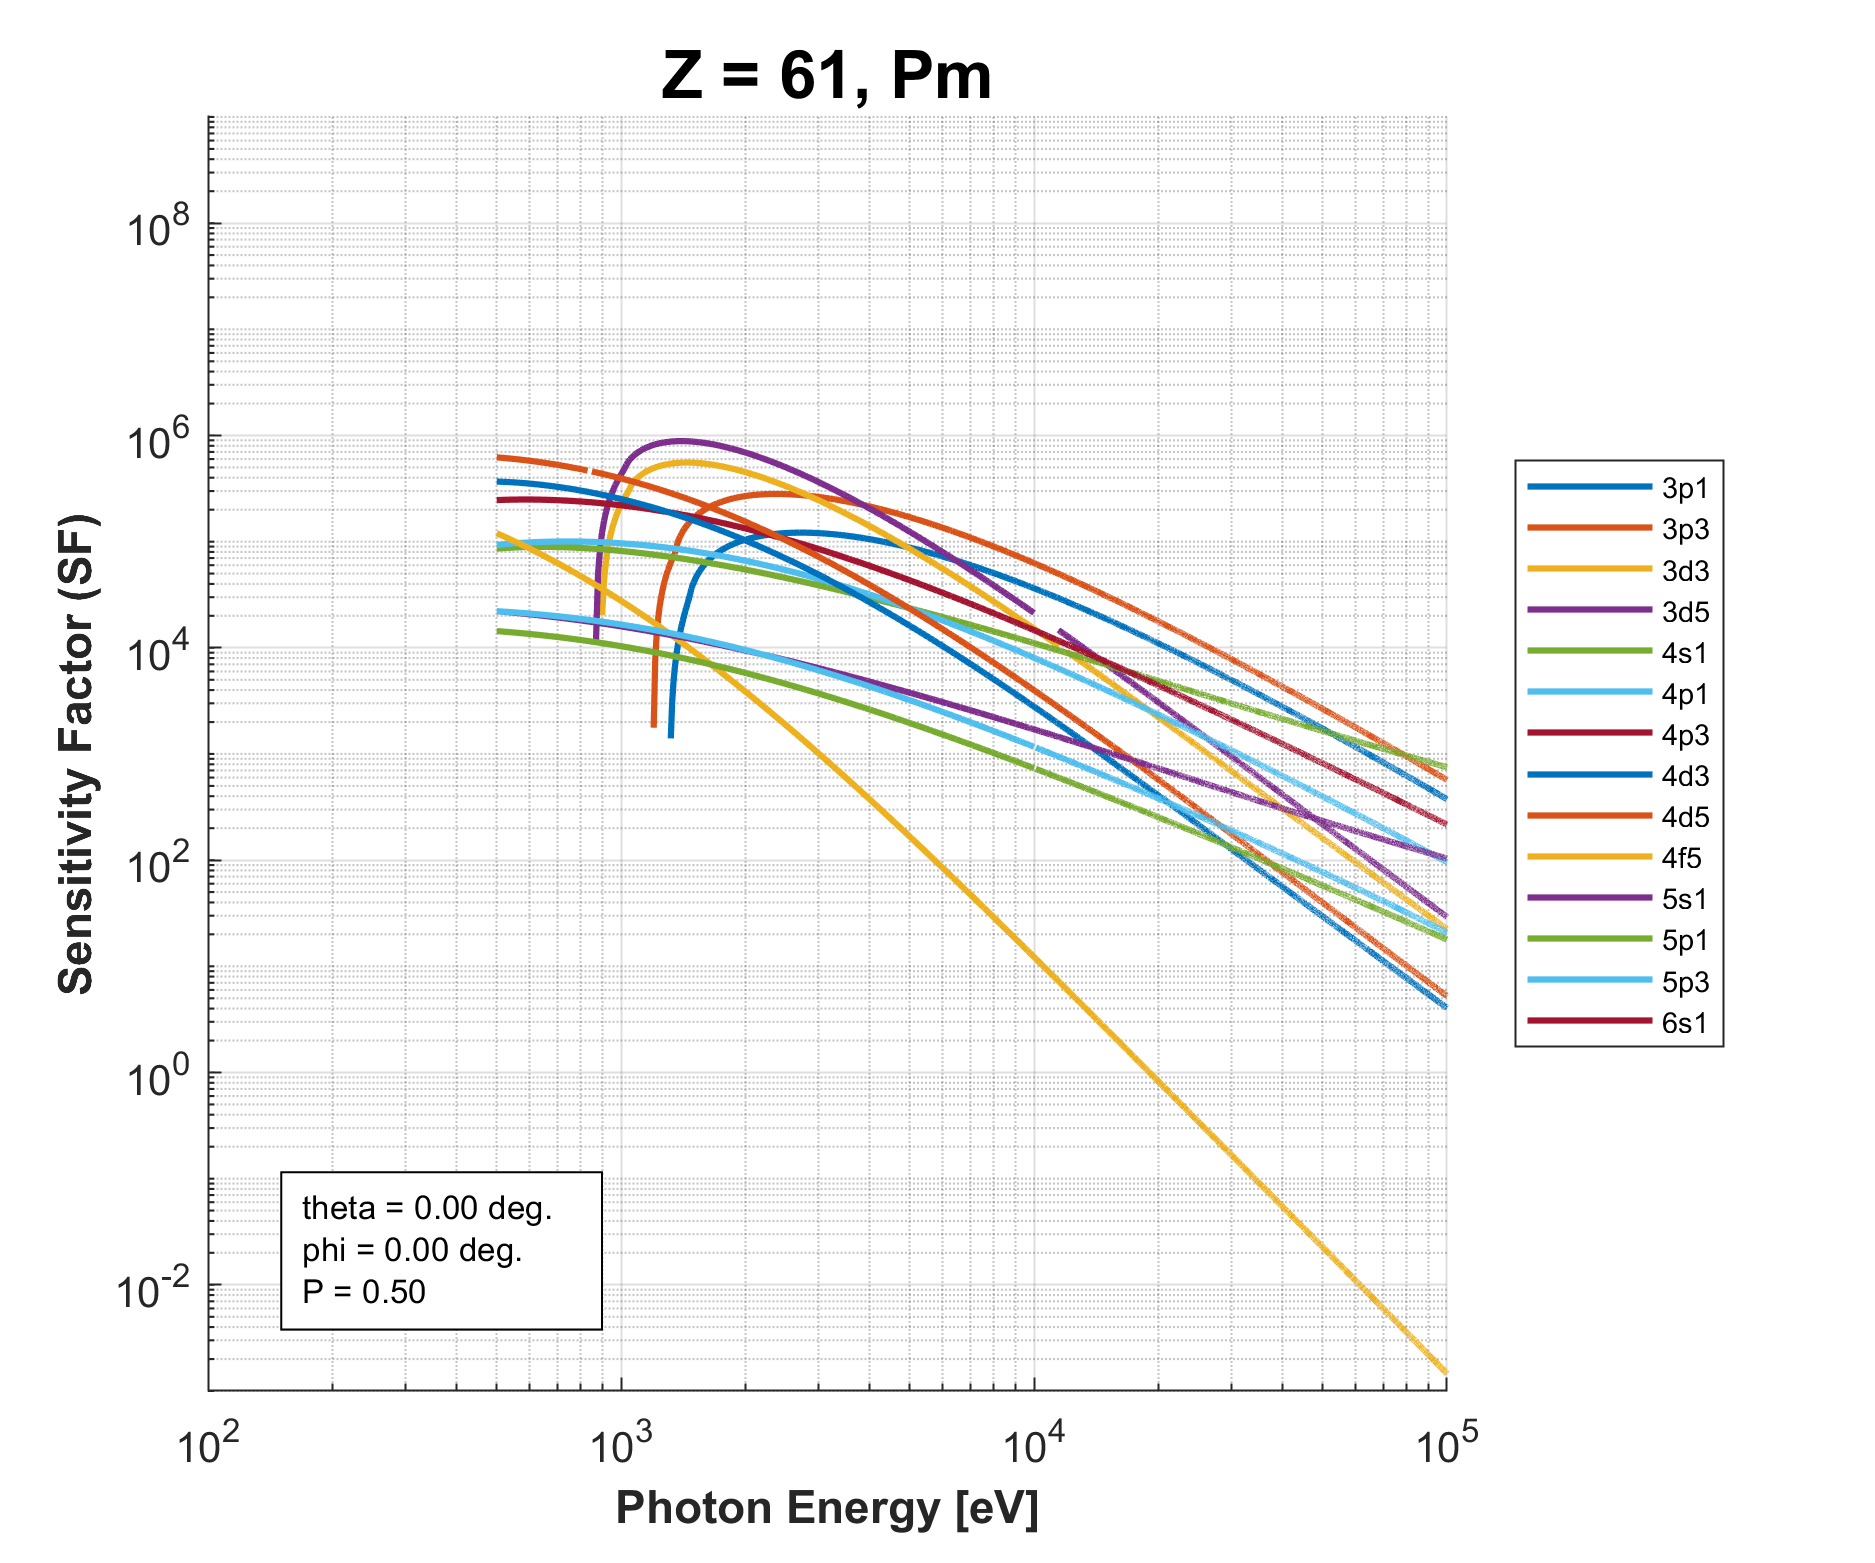 Z = 61, Pm
Sensitivity Factor (SF)
10^8
10^6
10^4
10^2
10^0
10^-2
theta = 0.00 deg.
phi = 0.00 deg.
P = 0.50
10^2
10^3
10^4
10^5
Photon Energy [eV]
3p1
3p3
3d3
3d5
4s1
4p1
4p3
4d3
4d5
4f5
5s1
5p1
5p3
6s1